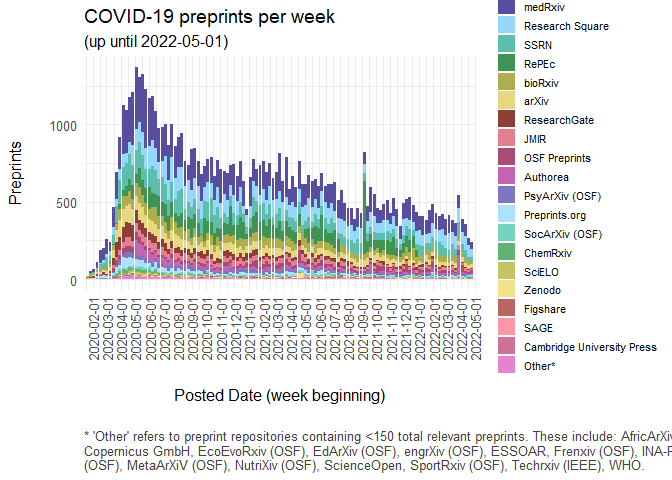 COVID-19 preprints per week
(up until 2022-05-01)
Preprints
1000
500
0
2020-02-01
2020-03-01
2020-04-01
2020-05-01
2020-06-01
2020-07-01
2020-08-01
2020-09-01
2020-10-01
2020-11-01
2020-12-01
2021-01-01
2021-02-01
2021-03-01
2021-04-01
2021-05-01
2021-06-01
2021-07-01
2021-08-01
2021-09-01
2021-10-01
2021-11-01
2021-12-01
2022-01-01
2022-02-01
2022-03-01
2022-04-01
2022-05-01
Posted Date (week beginning)
medRxiv
Research Square
SSRN
RePEc
bioRxiv
arXiv
ResearchGate
JMIR
OSF Preprints
Authorea
PsyArXiv (OSF)
Preprints.org
SocArXiv (OSF)
ChemRxiv
SciELO
Zenodo
Figshare
SAGE
Cambridge University Press
Other*
* 'Other' refers to preprint repositories containing <150 total relevant preprints. These include: AfricArXiv
Copernicus GmbH, EcoEvoRxiv (OSF), EdArXiv (OSF), engrXiv (OSF), ESSOAR, Frenxiv (OSF), INA-R
(OSF), MetaArXiV (OSF), NutriXiv (OSF), ScienceOpen, SportRxiv (OSF), Techrxiv (IEEE), WHO.